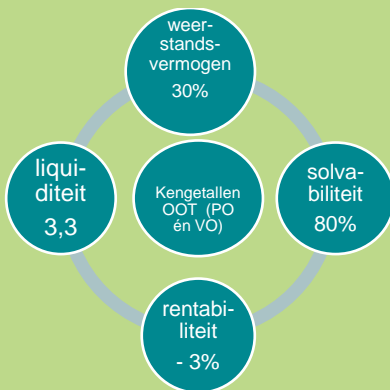 weer-
stands-
vermogen
30%
liqui-
diteit
3,3
Kengetallen
OOT (PO
én VO)
solva-
biliteit
80%
rentabi-
liteit
- 3%